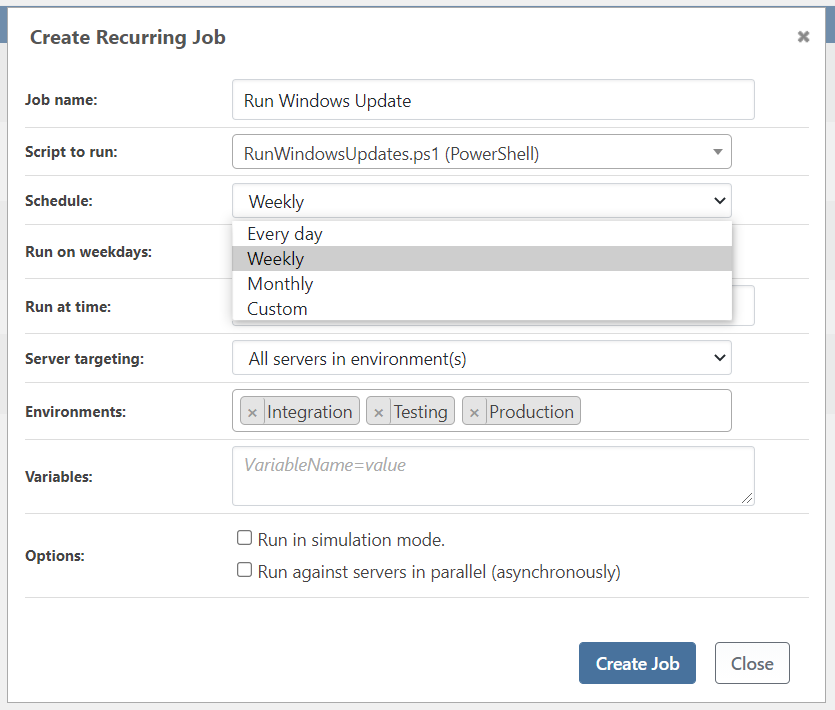 Create Recurring Job
Job name: Run Windows Update
Script to run: RunWindowsUpdates.ps1 (PowerShell)
Schedule: Weekly
Every day
Run on weekdays: Weekly
Monthly
Run at time: Custom
Server targeting: All servers in environment(s)
Environments: × Integration × Testing × Production
Variables: VariableName=value
Options: Run in simulation mode.
Run against servers in parallel (asynchronously)
Create Job Close